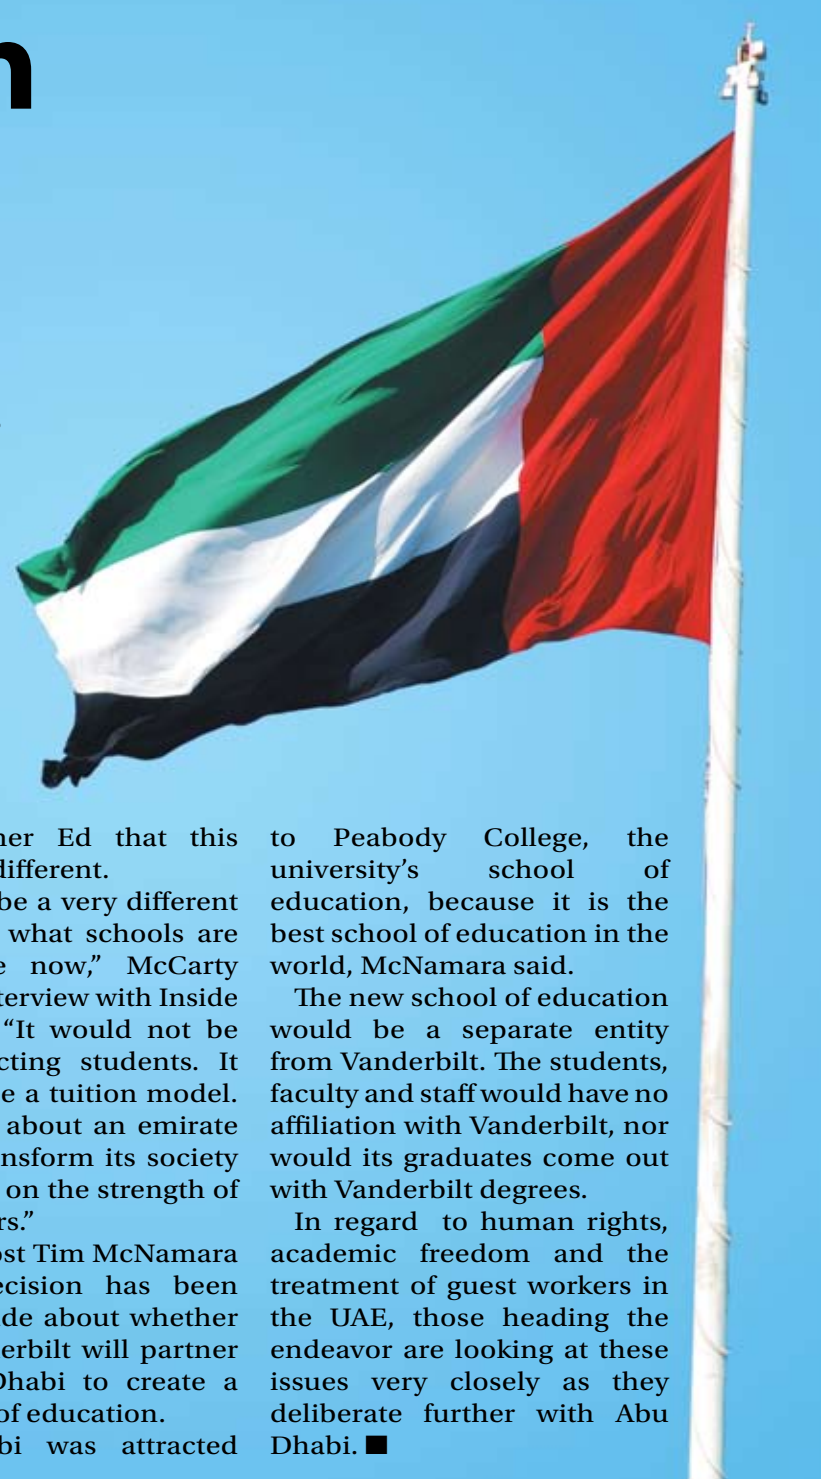 n
her Ed that this
different.
be a very different
what schools are
e now,” McCarty
terview with Inside
“It would not be
cting students. It
e a tuition model.
about an emirate
nsform its society
on the strength of
rs.”
ost Tim McNamara
ecision has been
de about whether
erbilt will partner
Dhabi to create a
of education.
bi was attracted
to Peabody College, the
university’s school of
education, because it is the
best school of education in the
world, McNamara said.
The new school of education
would be a separate entity
from Vanderbilt. The students,
faculty and staff would have no
affiliation with Vanderbilt, nor
would its graduates come out
with Vanderbilt degrees.
In regard to human rights,
academic freedom and the
treatment of guest workers in
the UAE, those heading the
endeavor are looking at these
issues very closely as they
deliberate further with Abu
Dhabi. ■